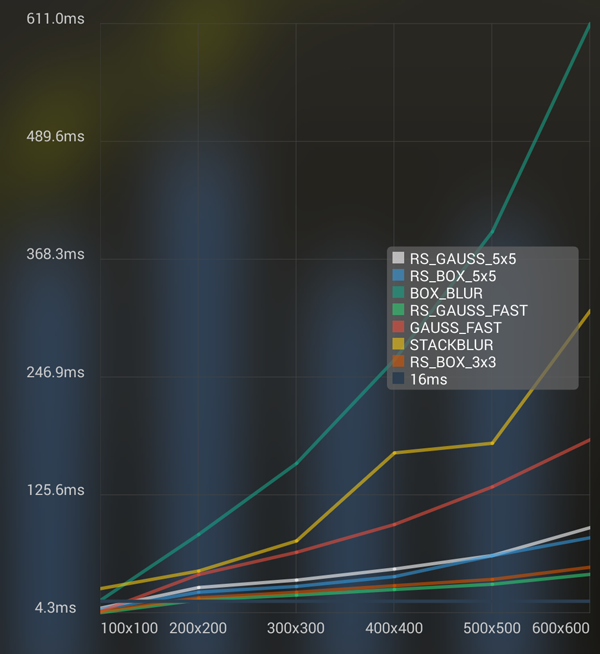 611.0ms
489.6ms
368.3ms
246.9ms
125.6ms
4.3ms
RS_GAUSS_5x5
RS_BOX_5x5
BOX_BLUR
RS_GAUSS_FAST
GAUSS_FAST
STACKBLUR
RS_BOX_3x3
16ms
100x100 200x200 300x300 400x400 500x500 600x600